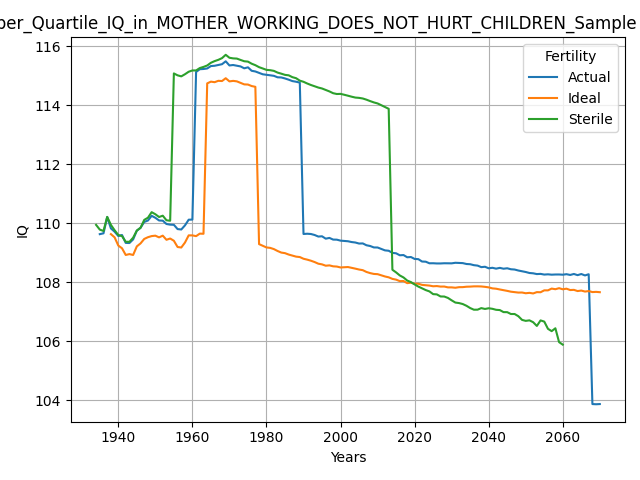 per_Quartile_IQ_in_MOTHER_WORKING_DOES_NOT_HURT_CHILDREN_Sample
116
114
112
110
108
106
104
IQ
1940
1960
1980
2000
2020
2040
2060
Years
Fertility
Actual
Ideal
Sterile